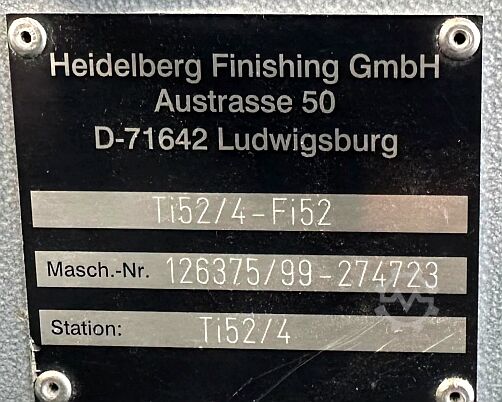 Heidelberg Finishing GmbH
Austrasse 50
D-71642 Ludwigsburg
Ti52/4-Fi52
Masch.-Nr. 126375/99-274723
Station: Ti52/4